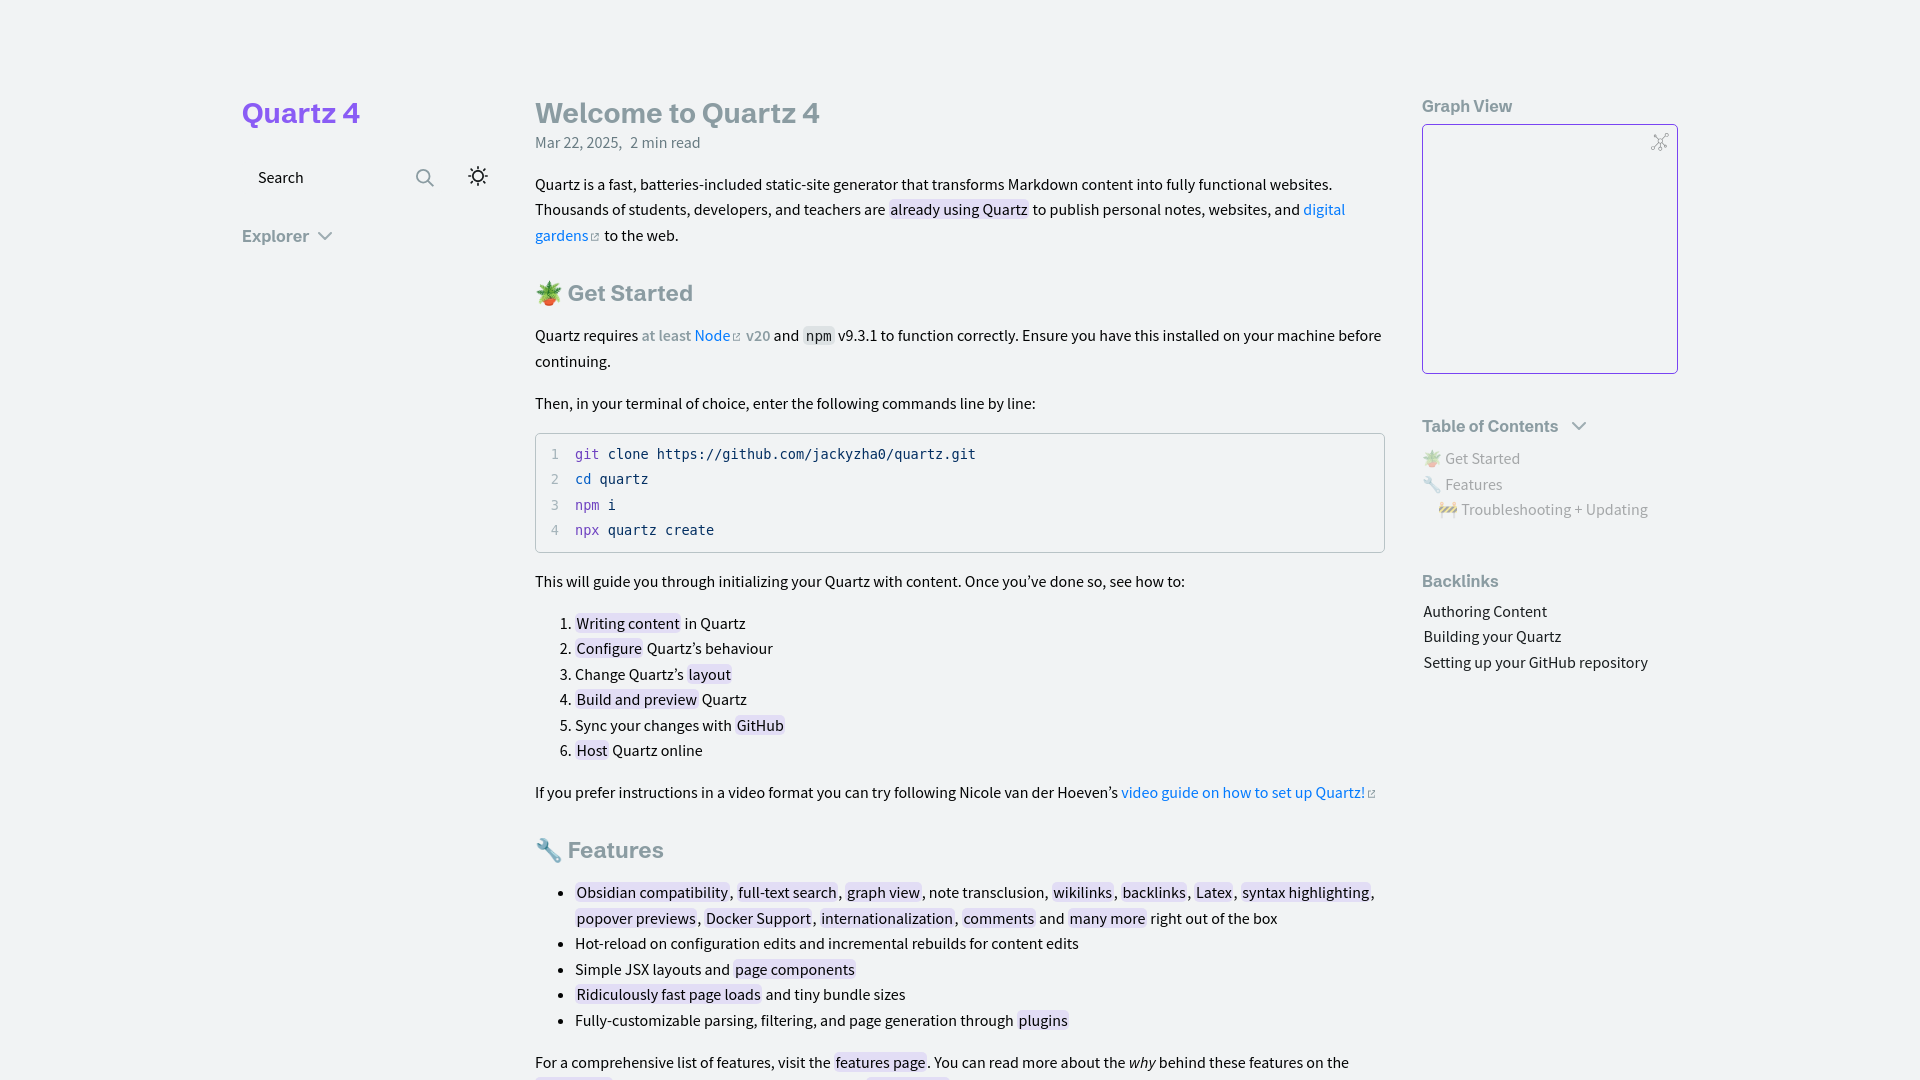 Quartz 4
Search
Explorer
Welcome to Quartz 4
Mar 22, 2025, 2 min read
Quartz is a fast, batteries-included static-site generator that transforms Markdown content into fully functional websites.
Thousands of students, developers, and teachers are already using Quartz to publish personal notes, websites, and digital
gardens to the web.
🪴 Get Started
Quartz requires at least Node v20 and npm v9.3.1 to function correctly. Ensure you have this installed on your machine before
continuing.
Then, in your terminal of choice, enter the following commands line by line:
1 git clone https://github.com/jackyzha0/quartz.git
2 cd quartz
3 npm i
4 npx quartz create
This will guide you through initializing your Quartz with content. Once you’ve done so, see how to:
1. Writing content in Quartz
2. Configure Quartz’s behaviour
3. Change Quartz’s layout
4. Build and preview Quartz
5. Sync your changes with GitHub
6. Host Quartz online
If you prefer instructions in a video format you can try following Nicole van der Hoeven’s video guide on how to set up Quartz!
🔧 Features
• Obsidian compatibility, full-text search, graph view, note transclusion, wikilinks, backlinks, Latex, syntax highlighting,
popover previews, Docker Support, internationalization, comments and many more right out of the box
• Hot-reload on configuration edits and incremental rebuilds for content edits
• Simple JSX layouts and page components
• Ridiculously fast page loads and tiny bundle sizes
• Fully-customizable parsing, filtering, and page generation through plugins
For a comprehensive list of features, visit the features page. You can read more about the why behind these features on the
Graph View
Table of Contents
🪴 Get Started
🔧 Features
🚧 Troubleshooting + Updating
Backlinks
Authoring Content
Building your Quartz
Setting up your GitHub repository